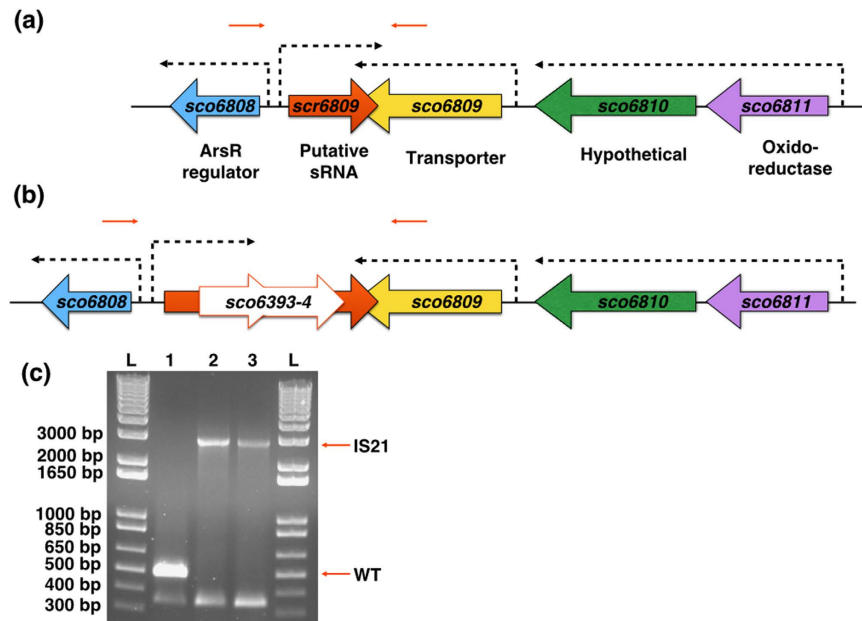 (a)
sco6808 scr6809 sco6809 sco6810 sco6811
ArsR regulator
Putative sRNA
Transporter
Hypothetical
Oxido-reductase
(b)
sco6808 sco6393-4 sco6809 sco6810 sco6811
(c)
L 1 2 3 L
3000 bp
2000 bp
1650 bp
1000 bp
850 bp
650 bp
500 bp
400 bp
300 bp
IS21
WT